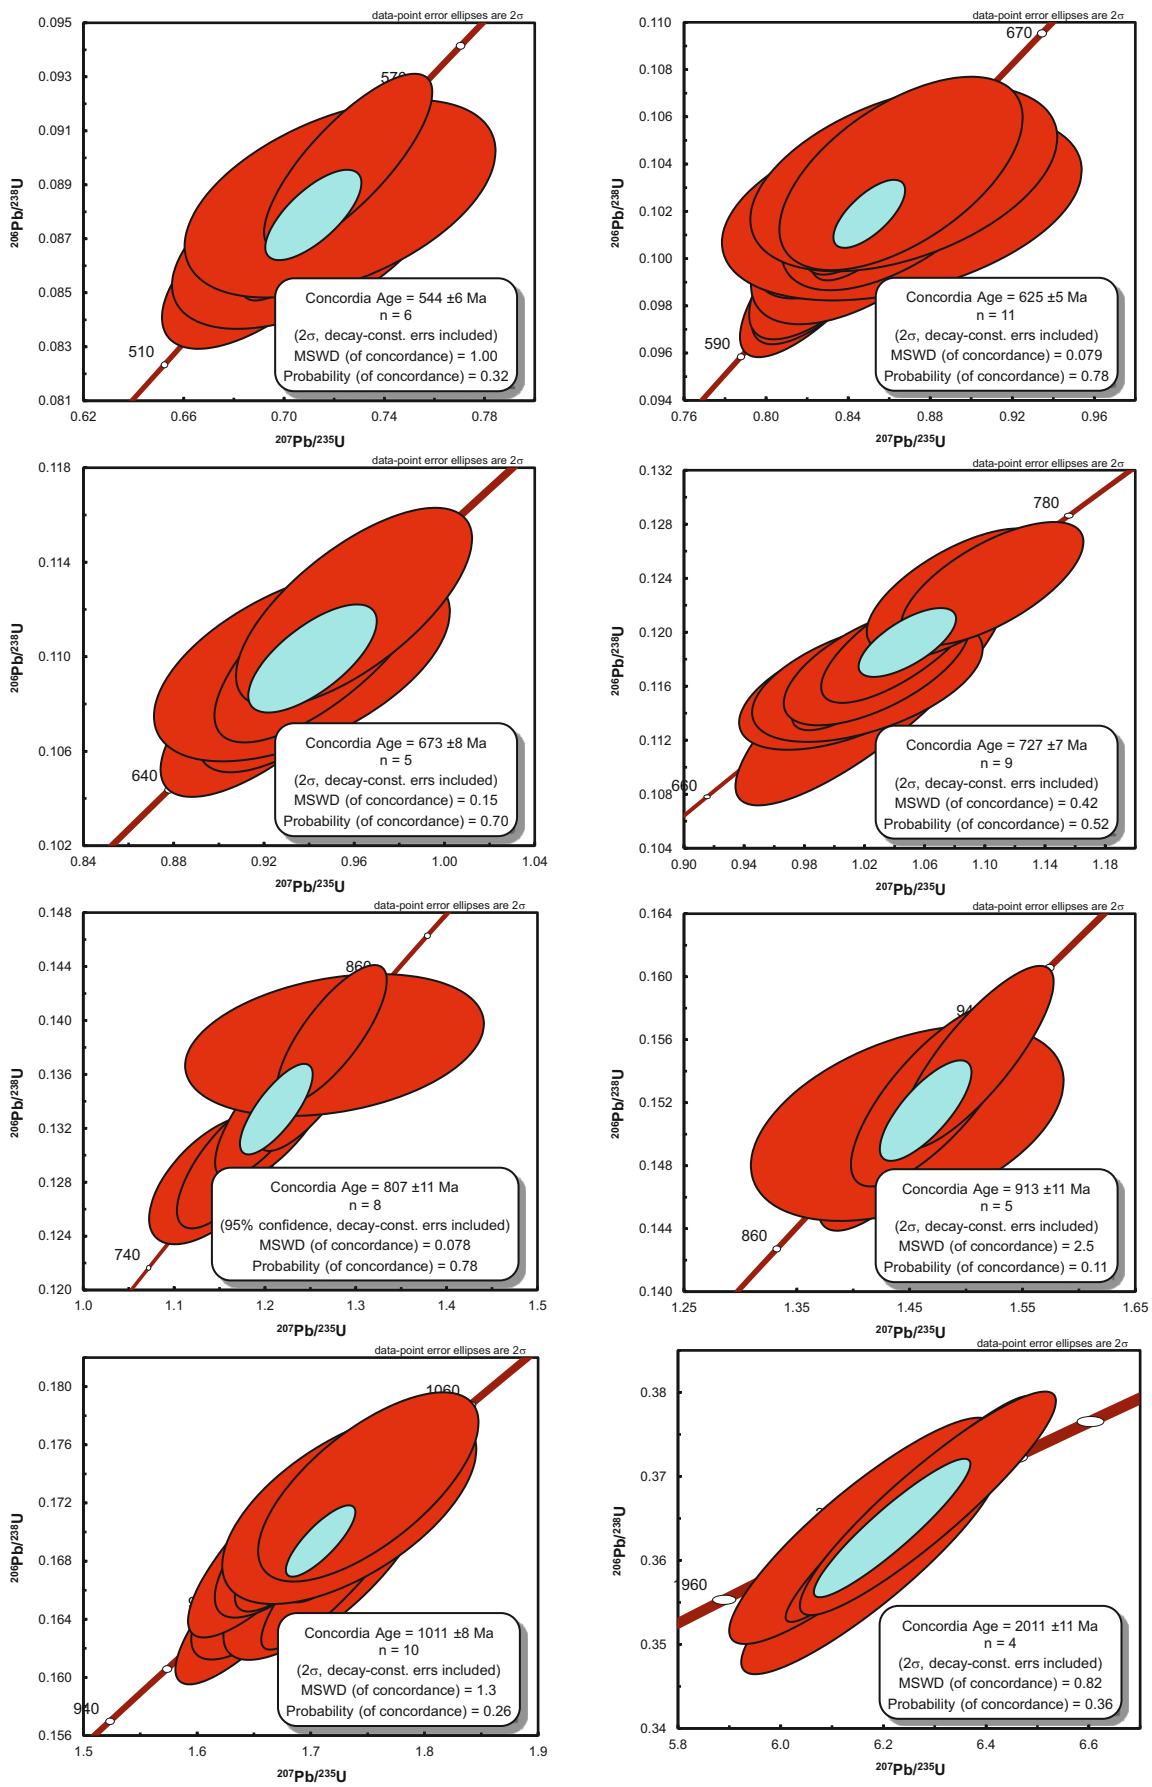 data-point error ellipses are 2σ
0.095
0.093
0.091
0.089
0.087
0.085
0.083
0.081
206Pb/238U
570
510
Concordia Age = 544 ±6 Ma
n = 6
(2σ, decay-const. errs included)
MSWD (of concordance) = 1.00
Probability (of concordance) = 0.32
0.62 0.66 0.70 0.74 0.78
207Pb/235U
data-point error ellipses are 2σ
0.110
0.108
0.106
0.104
0.102
0.100
0.098
0.096
0.094
206Pb/238U
670
590
Concordia Age = 625 ±5 Ma
n = 11
(2σ, decay-const. errs included)
MSWD (of concordance) = 0.079
Probability (of concordance) = 0.78
0.76 0.80 0.84 0.88 0.92 0.96
207Pb/235U
data-point error ellipses are 2σ
0.118
0.114
0.110
0.106
0.102
206Pb/238U
640
Concordia Age = 673 ±8 Ma
n = 5
(2σ, decay-const. errs included)
MSWD (of concordance) = 0.15
Probability (of concordance) = 0.70
0.84 0.88 0.92 0.96 1.00 1.04
207Pb/235U
data-point error ellipses are 2σ
0.132
0.128
0.124
0.120
0.116
0.112
0.108
0.104
206Pb/238U
780
660
Concordia Age = 727 ±7 Ma
n = 9
(2σ, decay-const. errs included)
MSWD (of concordance) = 0.42
Probability (of concordance) = 0.52
0.90 0.94 0.98 1.02 1.06 1.10 1.14 1.18
207Pb/235U
data-point error ellipses are 2σ
0.148
0.144
0.140
0.136
0.132
0.128
0.124
0.120
206Pb/238U
860
740
Concordia Age = 807 ±11 Ma
n = 8
(95% confidence, decay-const. errs included)
MSWD (of concordance) = 0.078
Probability (of concordance) = 0.78
1.0 1.1 1.2 1.3 1.4 1.5
207Pb/235U
data-point error ellipses are 2σ
0.164
0.160
0.156
0.152
0.148
0.144
0.140
206Pb/238U
860
Concordia Age = 913 ±11 Ma
n = 5
(2σ, decay-const. errs included)
MSWD (of concordance) = 2.5
Probability (of concordance) = 0.11
1.25 1.35 1.45 1.55 1.65
207Pb/235U
data-point error ellipses are 2σ
0.180
0.176
0.172
0.168
0.164
0.160
0.156
206Pb/238U
1060
940
Concordia Age = 1011 ±8 Ma
n = 10
(2σ, decay-const. errs included)
MSWD (of concordance) = 1.3
Probability (of concordance) = 0.26
1.5 1.6 1.7 1.8 1.9
207Pb/235U
data-point error ellipses are 2σ
0.38
0.37
0.36
0.35
0.34
206Pb/238U
1960
Concordia Age = 2011 ±11 Ma
n = 4
(2σ, decay-const. errs included)
MSWD (of concordance) = 0.82
Probability (of concordance) = 0.36
5.8 6.0 6.2 6.4 6.6
207Pb/235U